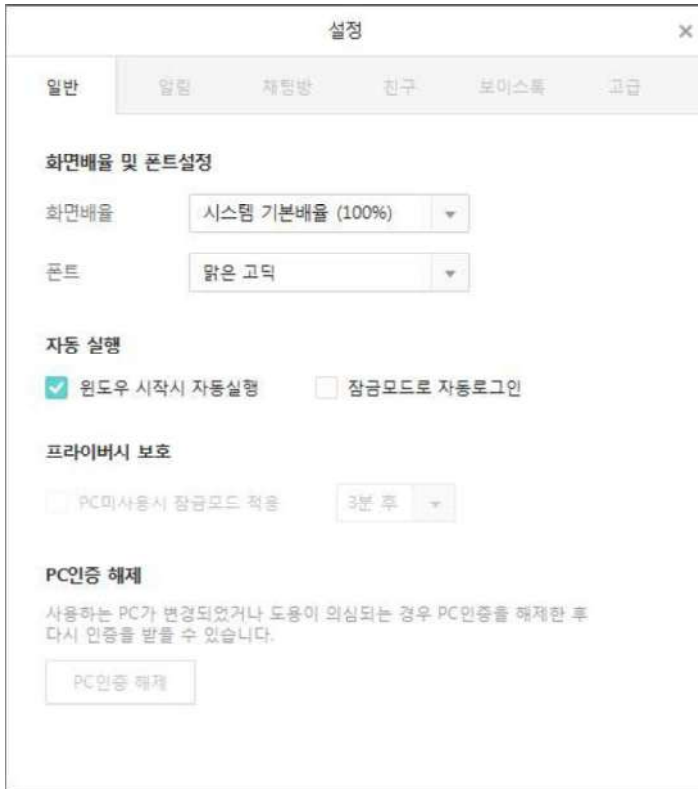 설정
일반 알림 채팅방 친구 보이스톡 고급
화면배율 및 폰트설정
화면배율 시스템 기본배율 (100%)
폰트 맑은 고딕
자동 실행
윈도우 시작시 자동실행 잠금모드로 자동로그인
프라이버시 보호
PC미사용시 잠금모드 적용 3분 후
PC인증 해제
사용하는 PC가 변경되었거나 도용이 의심되는 경우 PC인증을 해제한 후
다시 인증을 받을 수 있습니다.
PC인증 해제